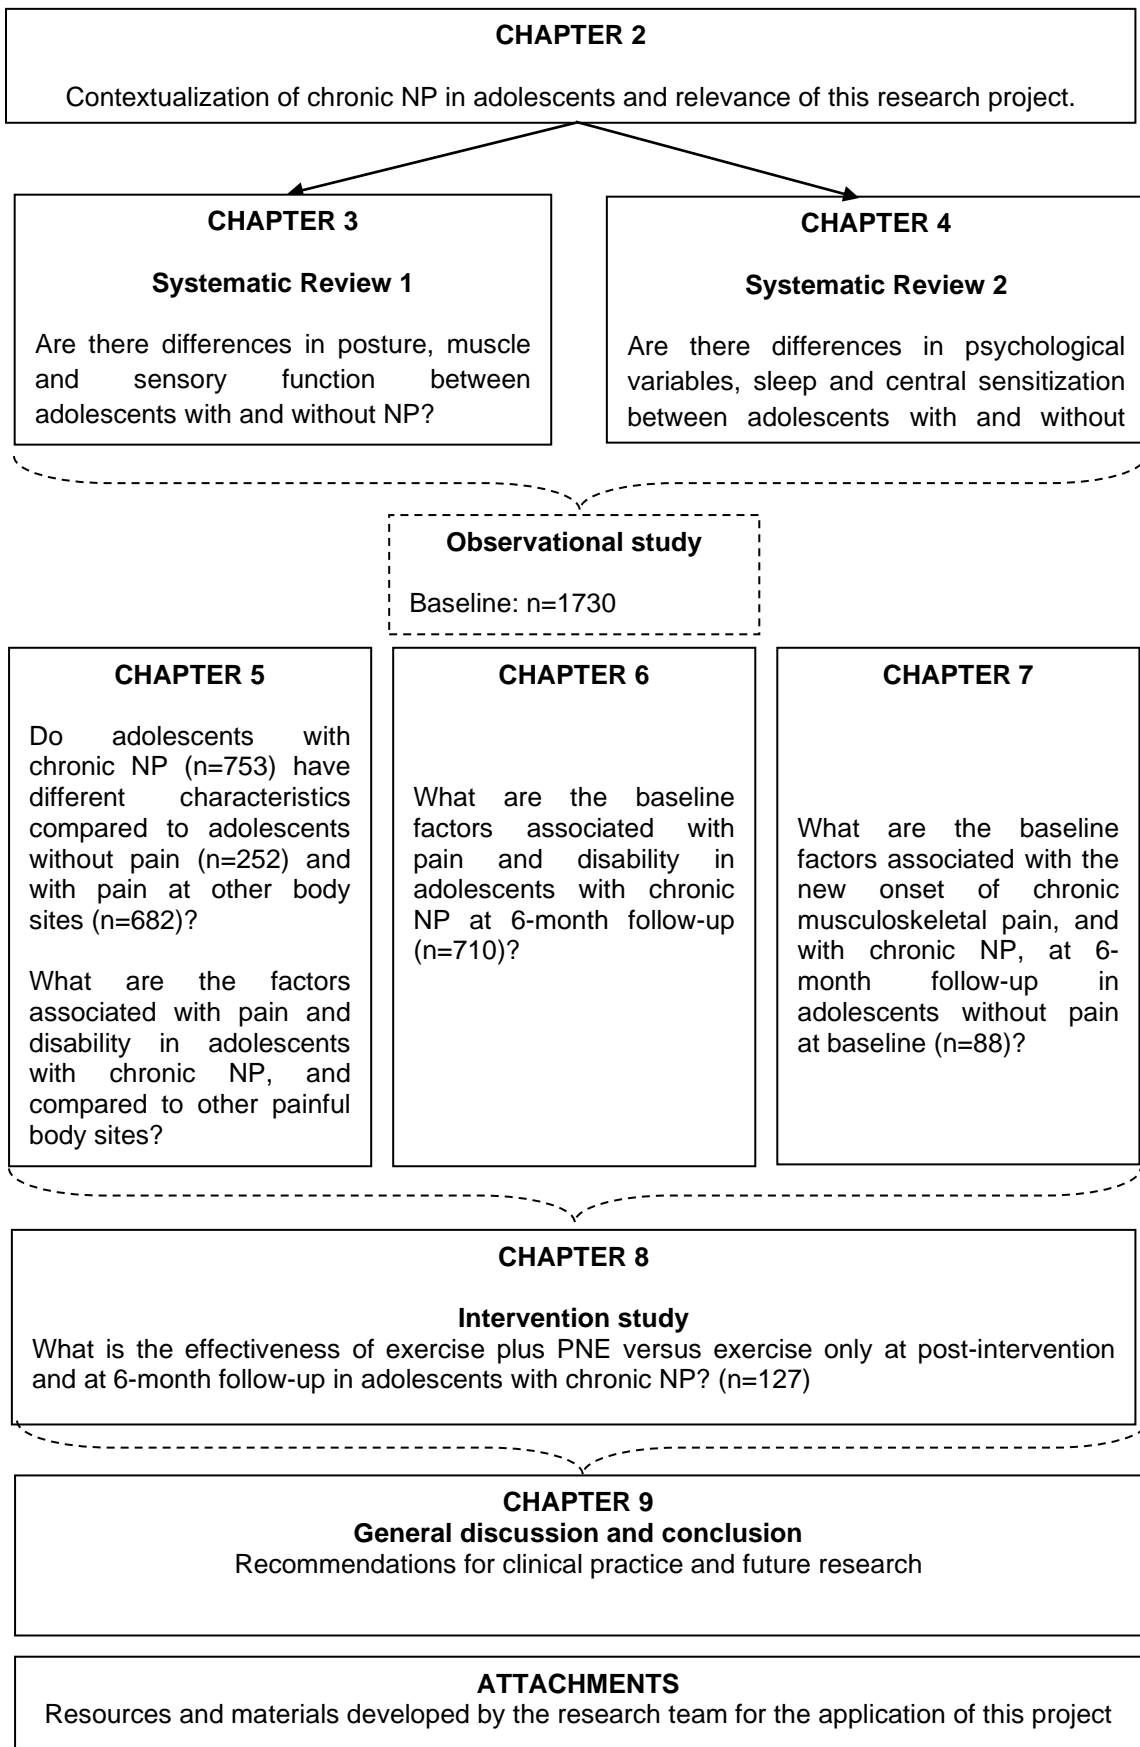 CHAPTER 2
Contextualization of chronic NP in adolescents and relevance of this research project.
CHAPTER 3
Systematic Review 1
Are there differences in posture, muscle
and sensory function between
adolescents with and without NP?
CHAPTER 4
Systematic Review 2
Are there differences in psychological
variables, sleep and central sensitization
between adolescents with and without
Observational study
Baseline: n=1730
CHAPTER 5
Do adolescents with
chronic NP (n=753) have
different characteristics
compared to adolescents
without pain (n=252) and
with pain at other body
sites (n=682)?
What are the factors
associated with pain and
disability in adolescents
with chronic NP, and
compared to other painful
body sites?
CHAPTER 6
What are the baseline
factors associated with
pain and disability in
adolescents with chronic
NP at 6-month follow-up
(n=710)?
CHAPTER 7
What are the baseline
factors associated with the
new onset of chronic
musculoskeletal pain, and
with chronic NP, at 6-
month follow-up in
adolescents without pain
at baseline (n=88)?
CHAPTER 8
Intervention study
What is the effectiveness of exercise plus PNE versus exercise only at post-intervention
and at 6-month follow-up in adolescents with chronic NP? (n=127)
CHAPTER 9
General discussion and conclusion
Recommendations for clinical practice and future research
ATTACHMENTS
Resources and materials developed by the research team for the application of this project